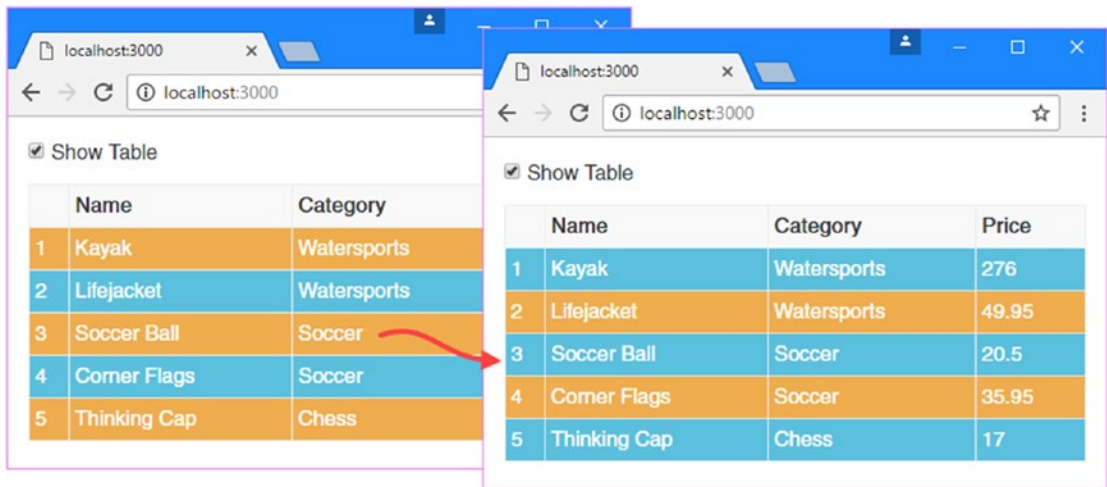 localhost:3000
localhost:3000
Show Table
Name Category
1 Kayak Watersports
2 Lifejacket Watersports
3 Soccer Ball Soccer
4 Corner Flags Soccer
5 Thinking Cap Chess
localhost:3000
localhost:3000
Show Table
Name Category Price
1 Kayak Watersports 276
2 Lifejacket Watersports 49.95
3 Soccer Ball Soccer 20.5
4 Corner Flags Soccer 35.95
5 Thinking Cap Chess 17